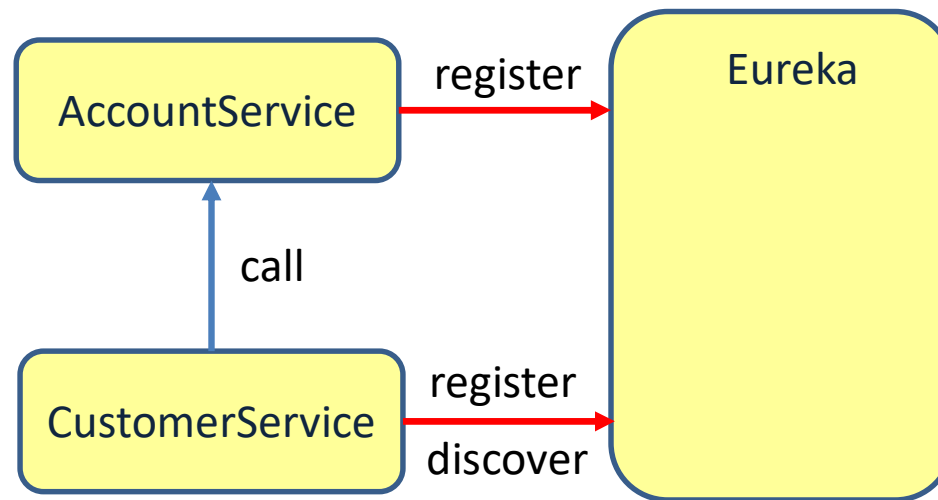 register
Eureka
AccountService
call
register
CustomerService
discover